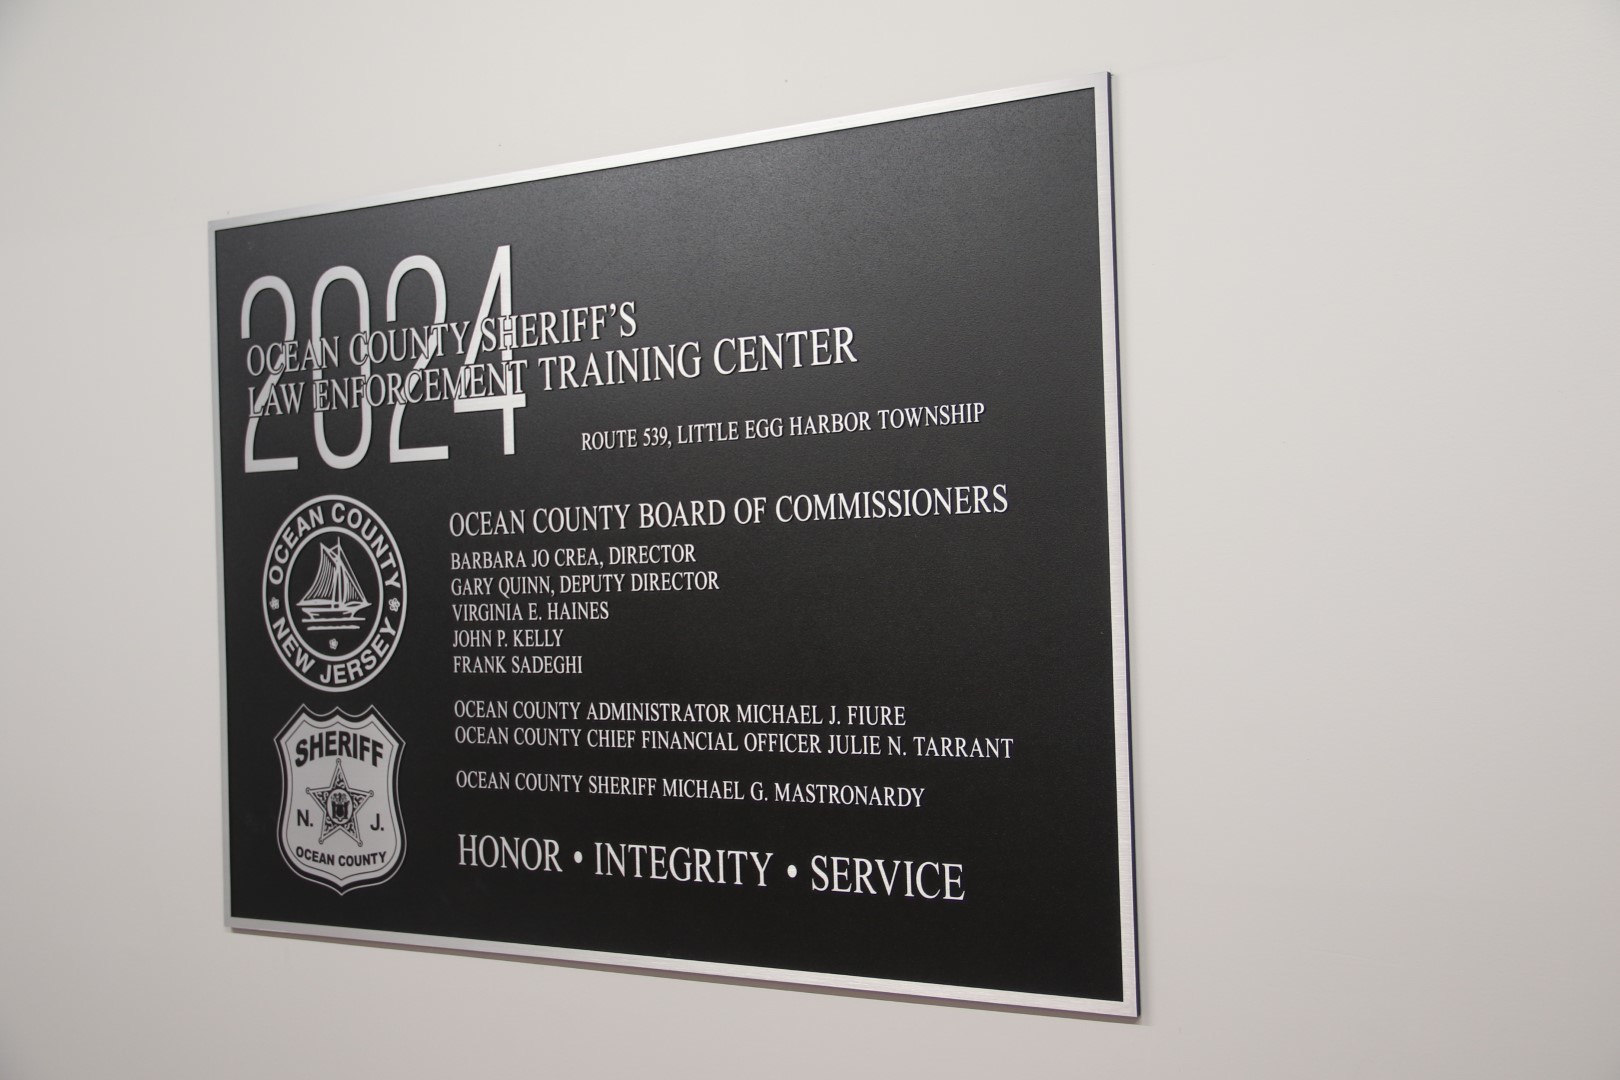 2024
OCEAN COUNTY SHERIFF'S
LAW ENFORCEMENT TRAINING CENTER
ROUTE 539, LITTLE EGG HARBOR TOWNSHIP
OCEAN COUNTY
NEW JERSEY
OCEAN COUNTY BOARD OF COMMISSIONERS
BARBARA JO CREA, DIRECTOR
GARY QUINN, DEPUTY DIRECTOR
VIRGINIA E. HAINES
JOHN P. KELLY
FRANK SADEGHI
OCEAN COUNTY ADMINISTRATOR MICHAEL J. FIURE
OCEAN COUNTY CHIEF FINANCIAL OFFICER JULIE N. TARRANT
OCEAN COUNTY SHERIFF MICHAEL G. MASTRONARDY
SHERIFF
N. J.
OCEAN COUNTY
HONOR • INTEGRITY • SERVICE